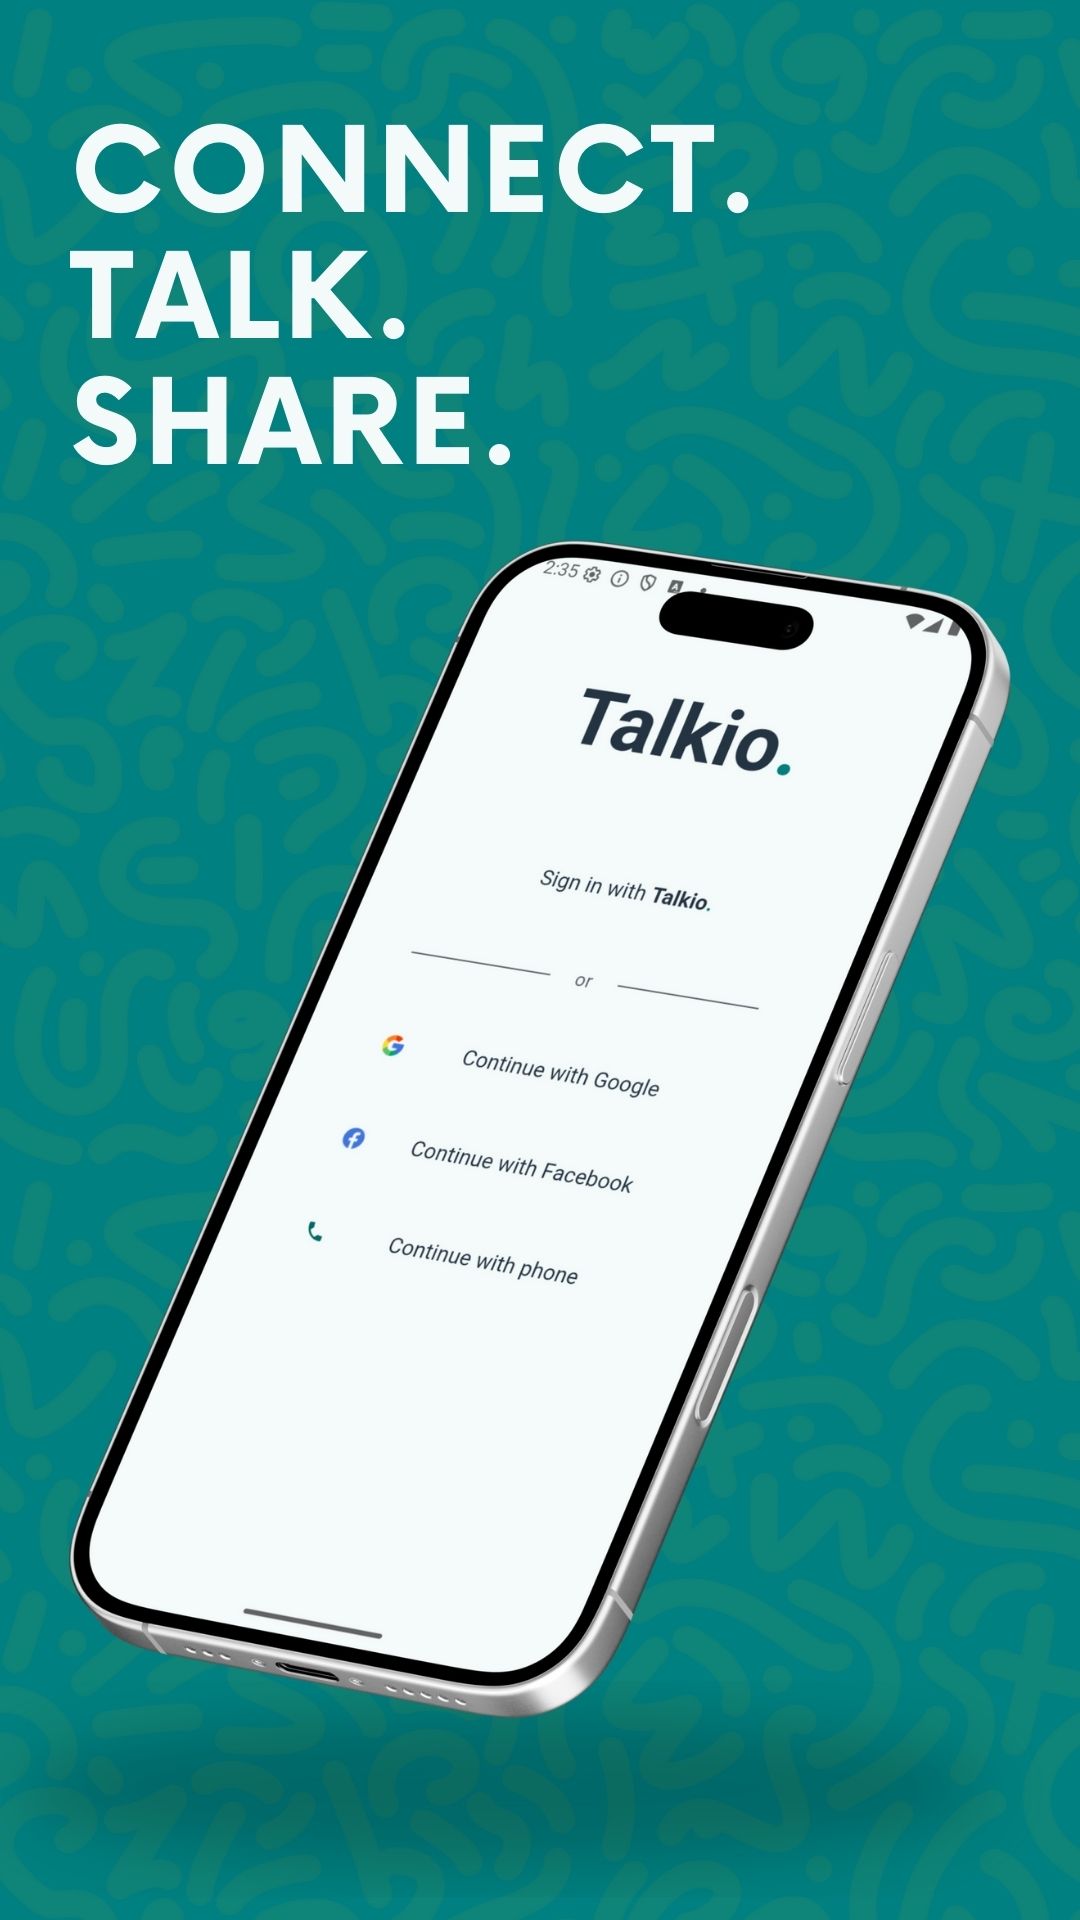 CONNECT.
TALK.
SHARE.
2:35
Talkio.
Sign in with Talkio.
or
Continue with Google
Continue with Facebook
Continue with phone